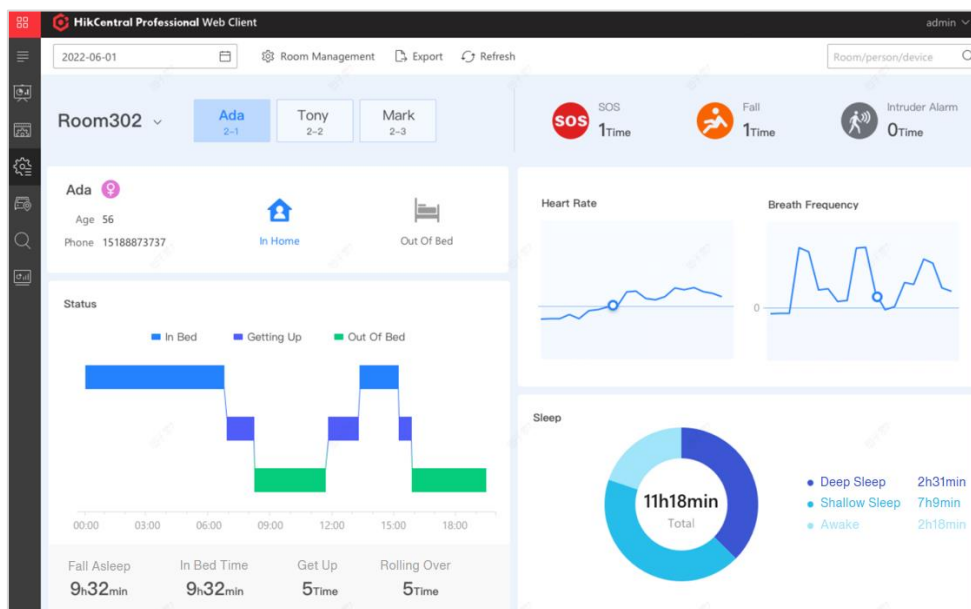 HikCentral Professional Web Client
admin
2022-06-01
Room Management
Export
Refresh
Room/person/device
Room302
Ada
2-1
Tony
2-2
Mark
2-3
SOS
SOS
1Time
Fall
1Time
Intruder Alarm
0Time
Ada
Age 56
Phone 15188873737
In Home
Out Of Bed
Heart Rate
Breath Frequency
0
Status
In Bed
Getting Up
Out Of Bed
00:00 03:00 06:00 09:00 12:00 15:00 18:00
Fall Asleep
9h32min
In Bed Time
9h32min
Get Up
5Time
Rolling Over
5Time
Sleep
11h18min
Total
Deep Sleep 2h31min
Shallow Sleep 7h9min
Awake 2h18min